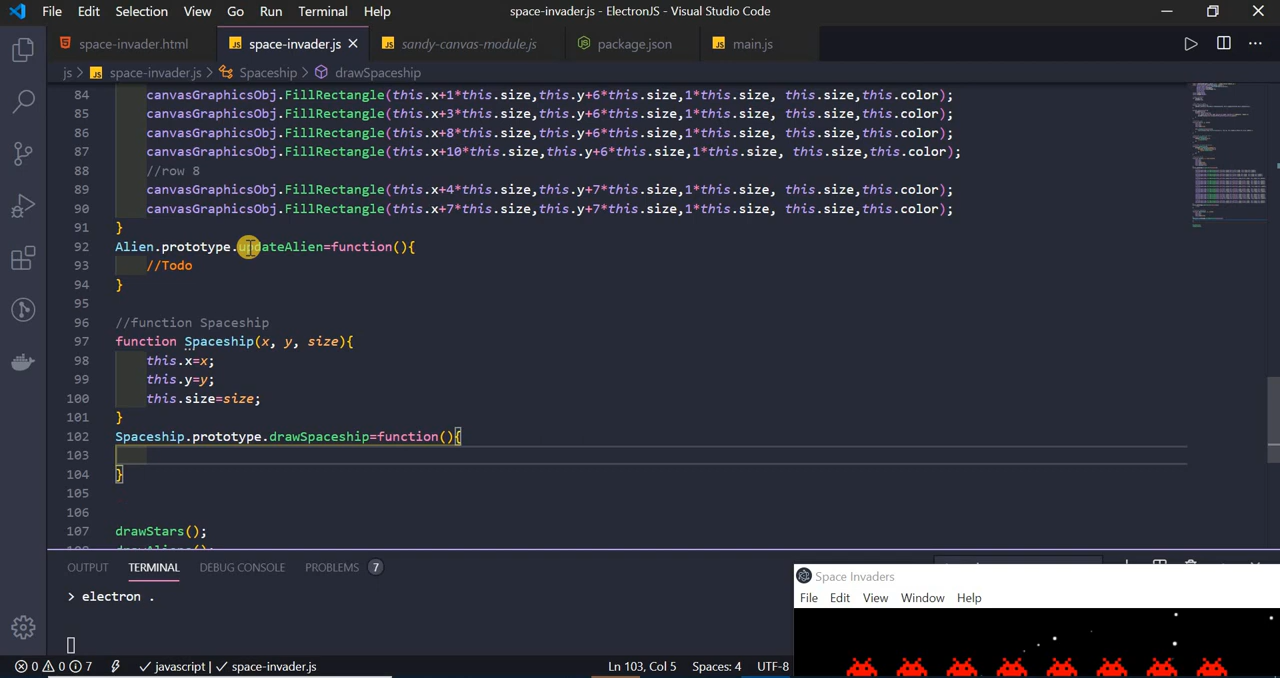 File Edit Selection View Go Run Terminal Help space-invader.js - ElectronJS - Visual Studio Code
space-invader.html space-invader.js sandy-canvas-module.js package.json main.js
js > space-invader.js > Spaceship > drawSpaceship
84 canvasGraphicsObj.FillRectangle(this.x+1*this.size,this.y+6*this.size,1*this.size, this.size,this.color);
85 canvasGraphicsObj.FillRectangle(this.x+3*this.size,this.y+6*this.size,1*this.size, this.size,this.color);
86 canvasGraphicsObj.FillRectangle(this.x+8*this.size,this.y+6*this.size,1*this.size, this.size,this.color);
87 canvasGraphicsObj.FillRectangle(this.x+10*this.size,this.y+6*this.size,1*this.size, this.size,this.color);
88 //row 8
89 canvasGraphicsObj.FillRectangle(this.x+4*this.size,this.y+7*this.size,1*this.size, this.size,this.color);
90 canvasGraphicsObj.FillRectangle(this.x+7*this.size,this.y+7*this.size,1*this.size, this.size,this.color);
91 }
92 Alien.prototype.updateAlien=function(){
93 //Todo
94 }
95
96 //function Spaceship
97 function Spaceship(x, y, size){
98 this.x=x;
99 this.y=y;
100 this.size=size;
101 }
102 Spaceship.prototype.drawSpaceship=function(){
103
104 }
105
106
107 drawStars();
OUTPUT TERMINAL DEBUG CONSOLE PROBLEMS 7
> electron .
Space Invaders
File Edit View Window Help
0 0 7 javascript | space-invader.js Ln 103, Col 5 Spaces: 4 UTF-8